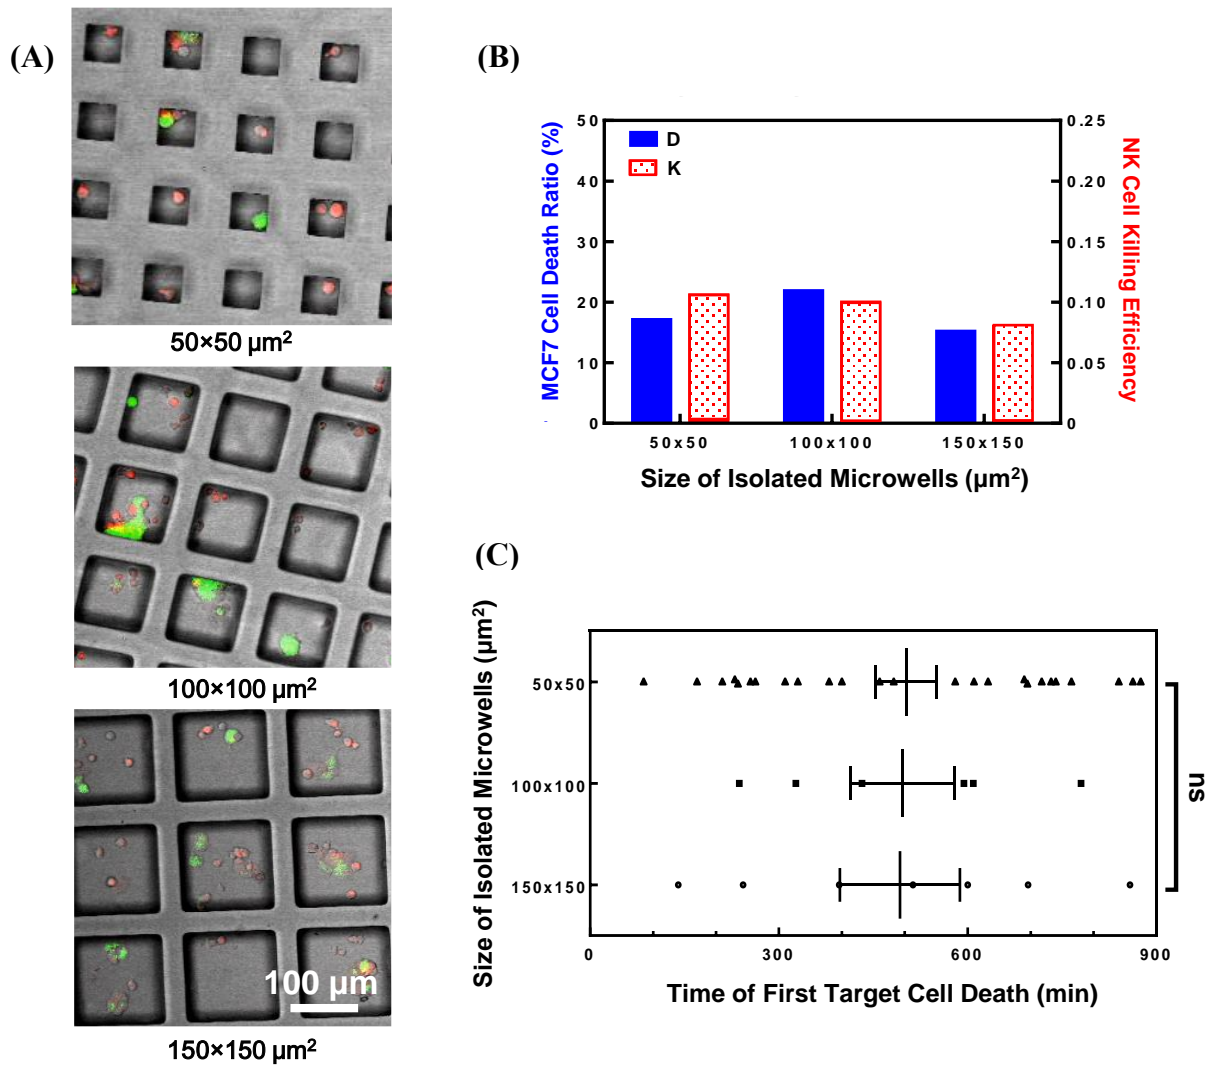 (A)
50×50 µm²
100×100 µm²
100 µm
150×150 µm²
(B)
MCF7 Cell Death Ratio (%)
50
40
30
20
10
0
D
K
0.25
0.20
0.15
0.10
0.05
0
NK Cell Killing Efficiency
50x50
100x100
150x150
Size of Isolated Microwells (µm²)
(C)
Size of Isolated Microwells (µm²)
50x50
100x100
150x150
ns
0
300
600
900
Time of First Target Cell Death (min)